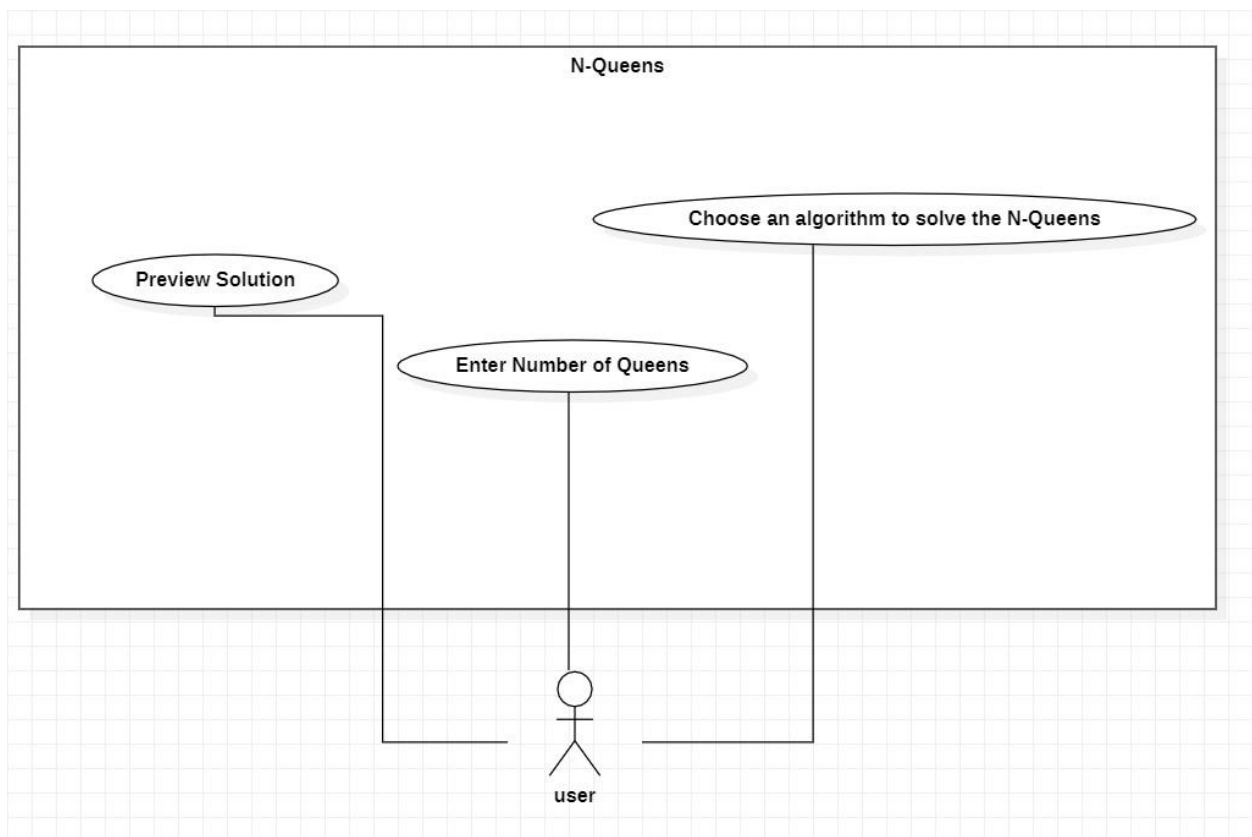 N-Queens
Choose an algorithm to solve the N-Queens
Preview Solution
Enter Number of Queens
user